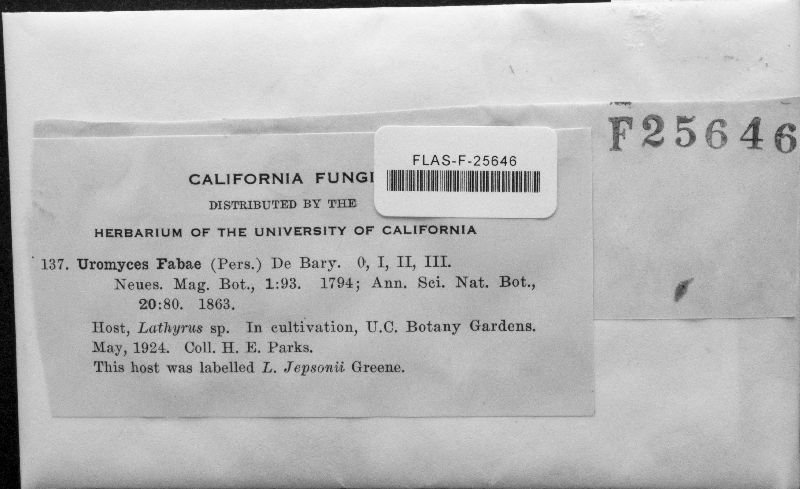 F25646
FLAS-F-25646
CALIFORNIA FUNGI
DISTRIBUTED BY THE
HERBARIUM OF THE UNIVERSITY OF CALIFORNIA
137. Uromyces Fabae (Pers.) De Bary. 0, I, II, III.
Neues. Mag. Bot., 1:93. 1794; Ann. Sci. Nat. Bot.,
20:80. 1863.
Host, Lathyrus sp. In cultivation, U.C. Botany Gardens.
May, 1924. Coll. H. E. Parks.
This host was labelled L. Jepsonii Greene.